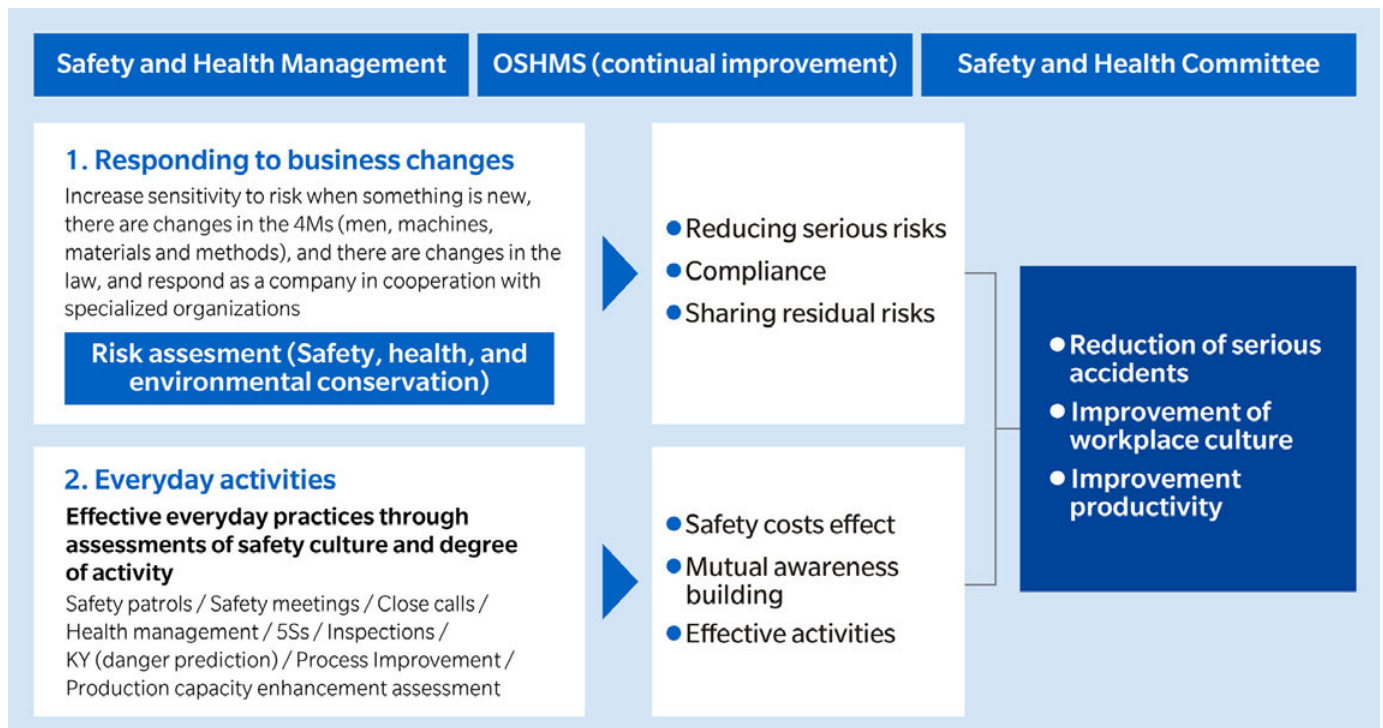 Safety and Health Management
OSHMS (continual improvement)
Safety and Health Committee
1. Responding to business changes
Increase sensitivity to risk when something is new,
there are changes in the 4Ms (men, machines,
materials and methods), and there are changes in the
law, and respond as a company in cooperation with
specialized organizations
Risk assesment (Safety, health, and
environmental conservation)
● Reducing serious risks
● Compliance
● Sharing residual risks
2. Everyday activities
Effective everyday practices through
assessments of safety culture and degree
of activity
Safety patrols / Safety meetings / Close calls /
Health management / 5Ss / Inspections /
KY (danger prediction) / Process Improvement /
Production capacity enhancement assessment
● Safety costs effect
● Mutual awareness
building
● Effective activities
● Reduction of serious
accidents
● Improvement of
workplace culture
● Improvement
productivity